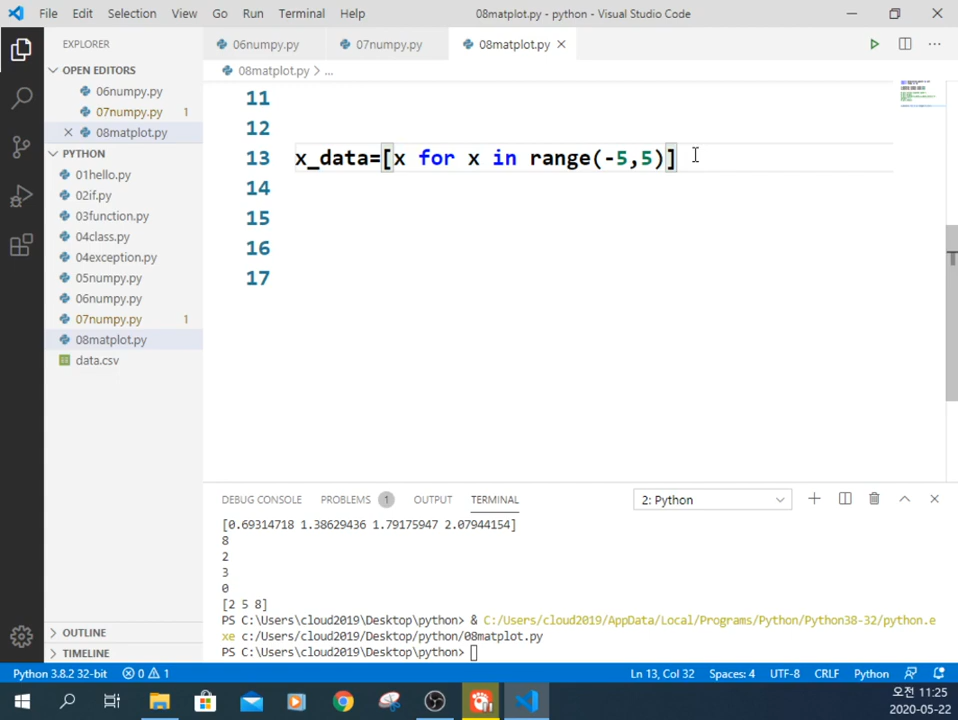 File Edit Selection View Go Run Terminal Help 08matplot.py - python - Visual Studio Code
EXPLORER
06numpy.py 07numpy.py 08matplot.py
OPEN EDITORS
08matplot.py > ...
06numpy.py
07numpy.py 1
08matplot.py
PYTHON
01hello.py
02if.py
03function.py
04class.py
04exception.py
05numpy.py
06numpy.py
07numpy.py 1
08matplot.py
data.csv
OUTLINE
TIMELINE
11
12
13 x_data=[x for x in range(-5,5)]
14
15
16
17
DEBUG CONSOLE PROBLEMS 1 OUTPUT TERMINAL 2: Python
[0.69314718 1.38629436 1.79175947 2.07944154]
8
2
3
0
[2 5 8]
PS C:\Users\cloud2019\Desktop\python> & C:/Users/cloud2019/AppData/Local/Programs/Python/Python38-32/python.e
xe c:/Users/cloud2019/Desktop/python/08matplot.py
PS C:\Users\cloud2019\Desktop\python>
Python 3.8.2 32-bit 0 1 Ln 13, Col 32 Spaces: 4 UTF-8 CRLF Python
오전 11:25
2020-05-22